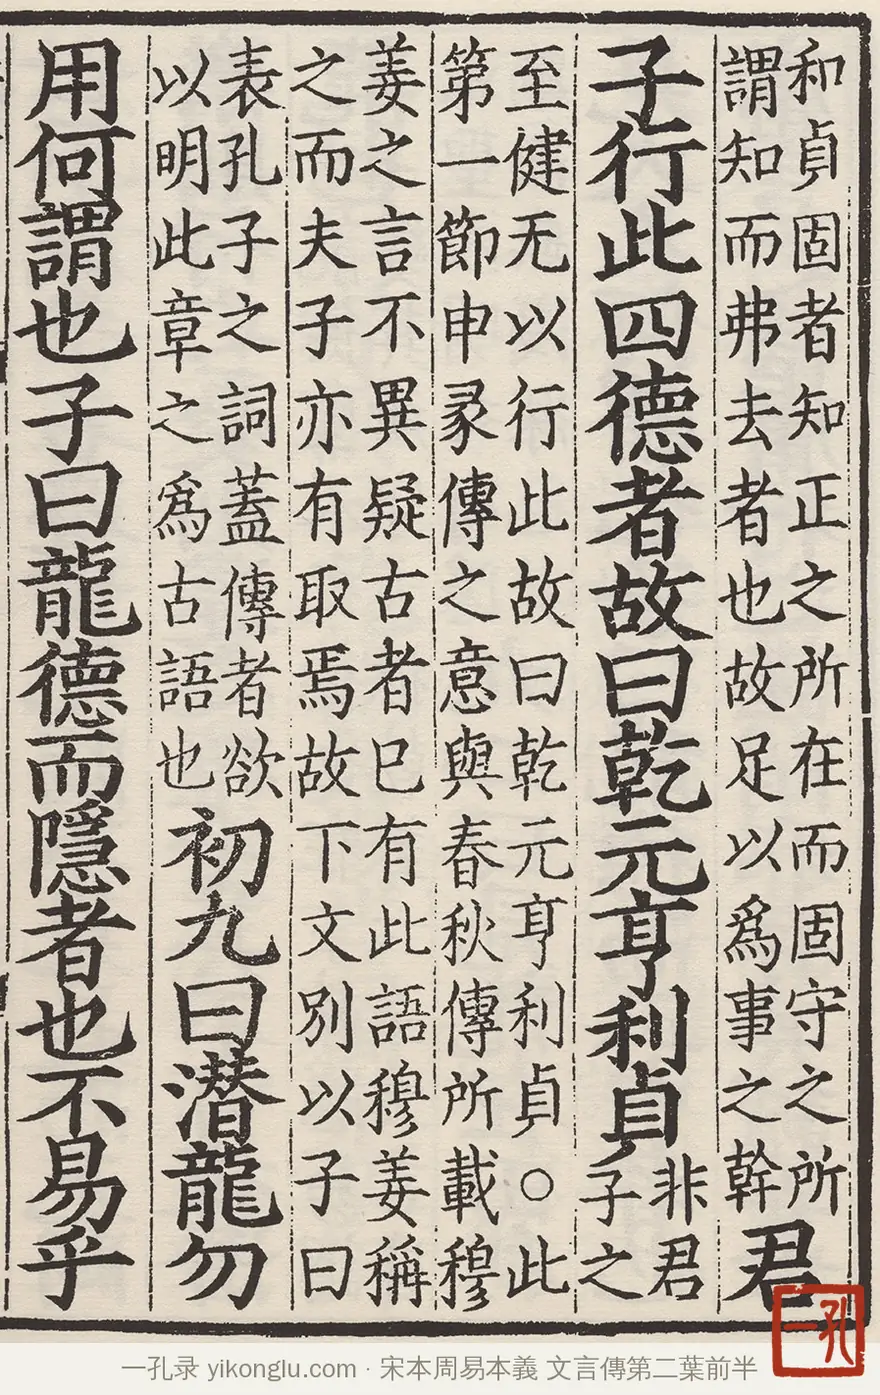 和貞固者知正之所在而固守之所
謂知而弗去者也故足以爲事之幹
君
子行此四德者故曰乾元亨利貞
非君
子之
至健无以行此故曰乾元亨利貞○此
第一節申彖傳之意與春秋傳所載穆
姜之言不異疑古者已有此語穆姜稱
之而夫子亦有取焉故下文別以子曰
表孔子之詞蓋傳者欲
以明此章之爲古語也
初九曰潛龍勿
用何謂也子曰龍德而隱者也不易乎
一孔
一孔录 yikonglu.com · 宋本周易本義 文言傳第二葉前半